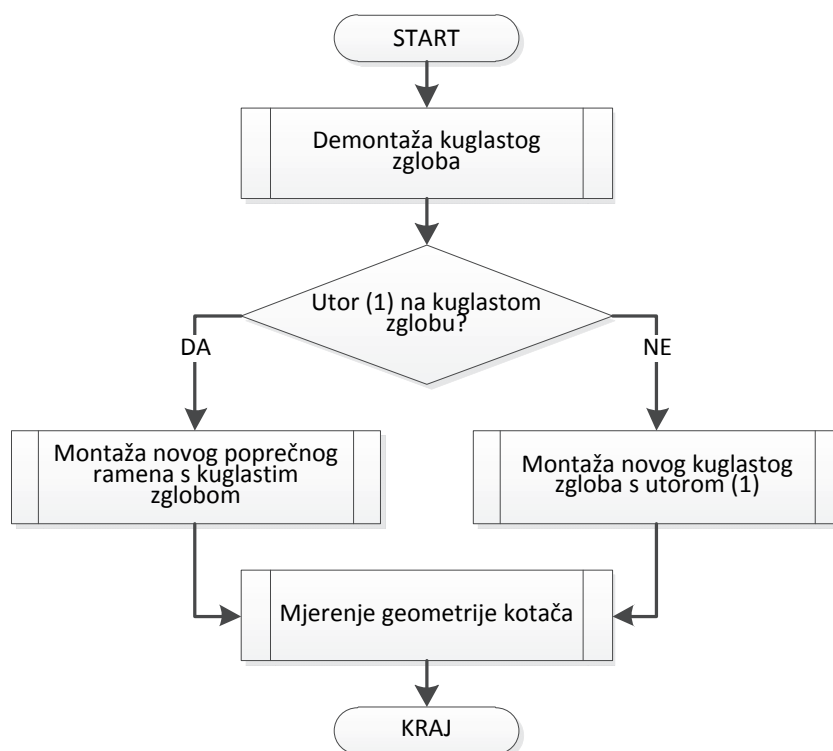 START
Demontaža kuglastog
zgloba
Utor (1) na kuglastom
zglobu?
DA
NE
Montaža novog poprečnog
ramena s kuglastim
zglobom
Montaža novog kuglastog
zgloba s utorom (1)
Mjerenje geometrije kotača
KRAJ